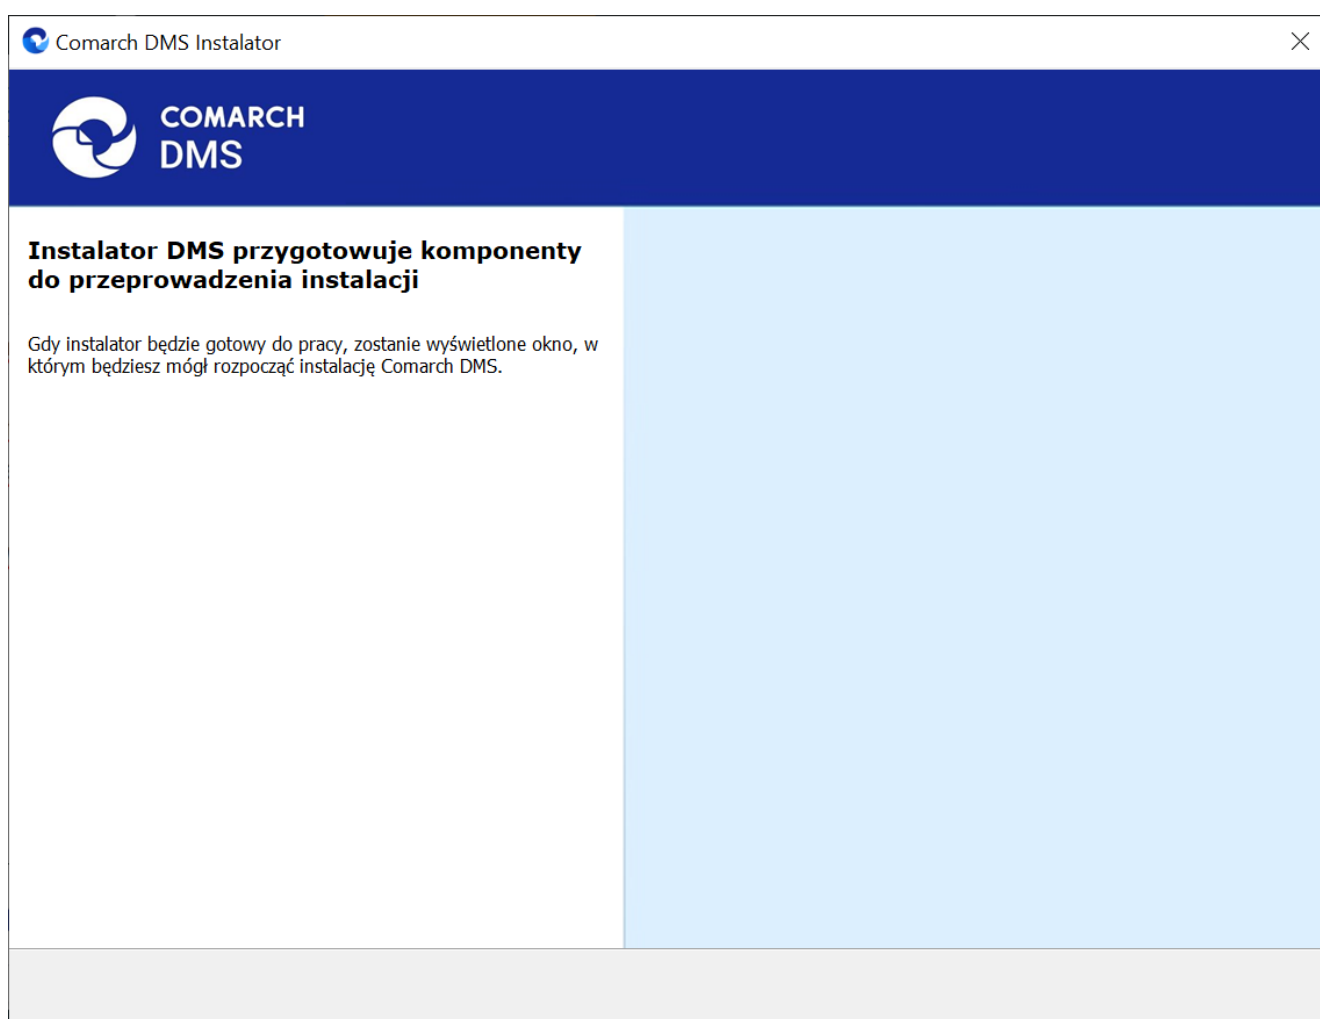 Comarch DMS Instalator
COMARCH
DMS
Instalator DMS przygotowuje komponenty
do przeprowadzenia instalacji
Gdy instalator będzie gotowy do pracy, zostanie wyświetlone okno, w
którym będziesz mógł rozpocząć instalację Comarch DMS.